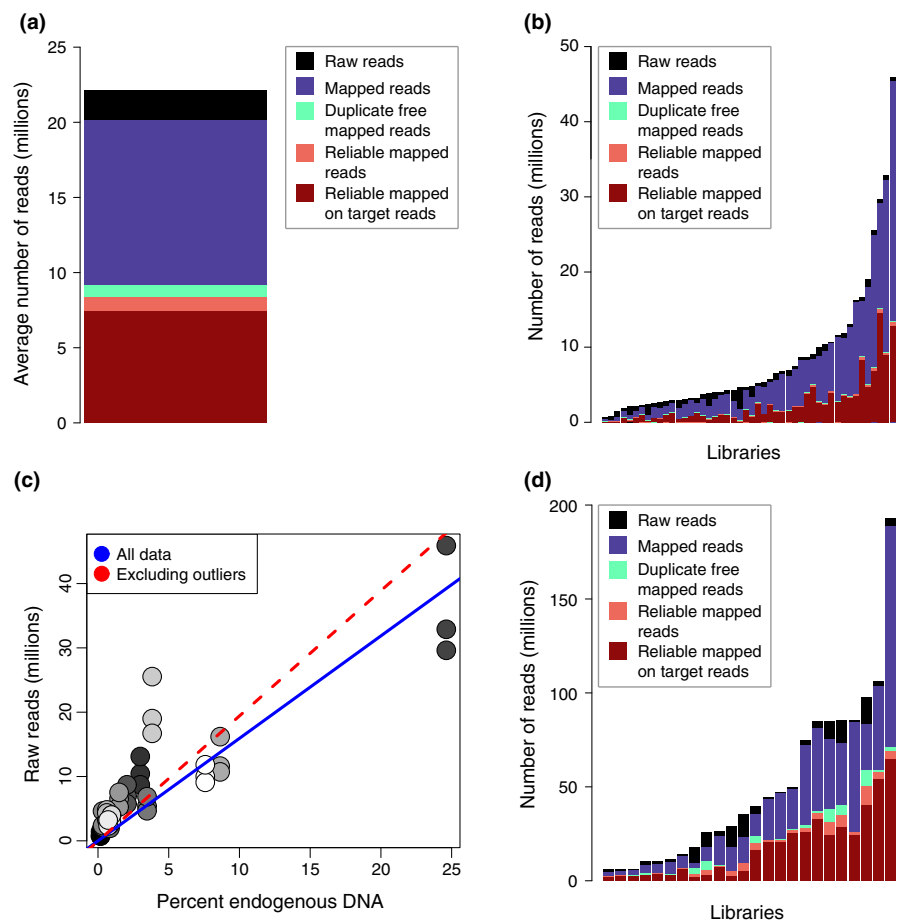 (a)
25
20
15
10
5
0
Average number of reads (millions)
Raw reads
Mapped reads
Duplicate free
mapped reads
Reliable mapped
reads
Reliable mapped
on target reads
(b)
50
40
30
20
10
0
Number of reads (millions)
Raw reads
Mapped reads
Duplicate free
mapped reads
Reliable mapped
reads
Reliable mapped
on target reads
Libraries
(c)
All data
Excluding outliers
40
30
20
10
0
Raw reads (millions)
0 5 10 15 20 25
Percent endogenous DNA
(d)
200
150
100
50
0
Number of reads (millions)
Raw reads
Mapped reads
Duplicate free
mapped reads
Reliable mapped
reads
Reliable mapped
on target reads
Libraries